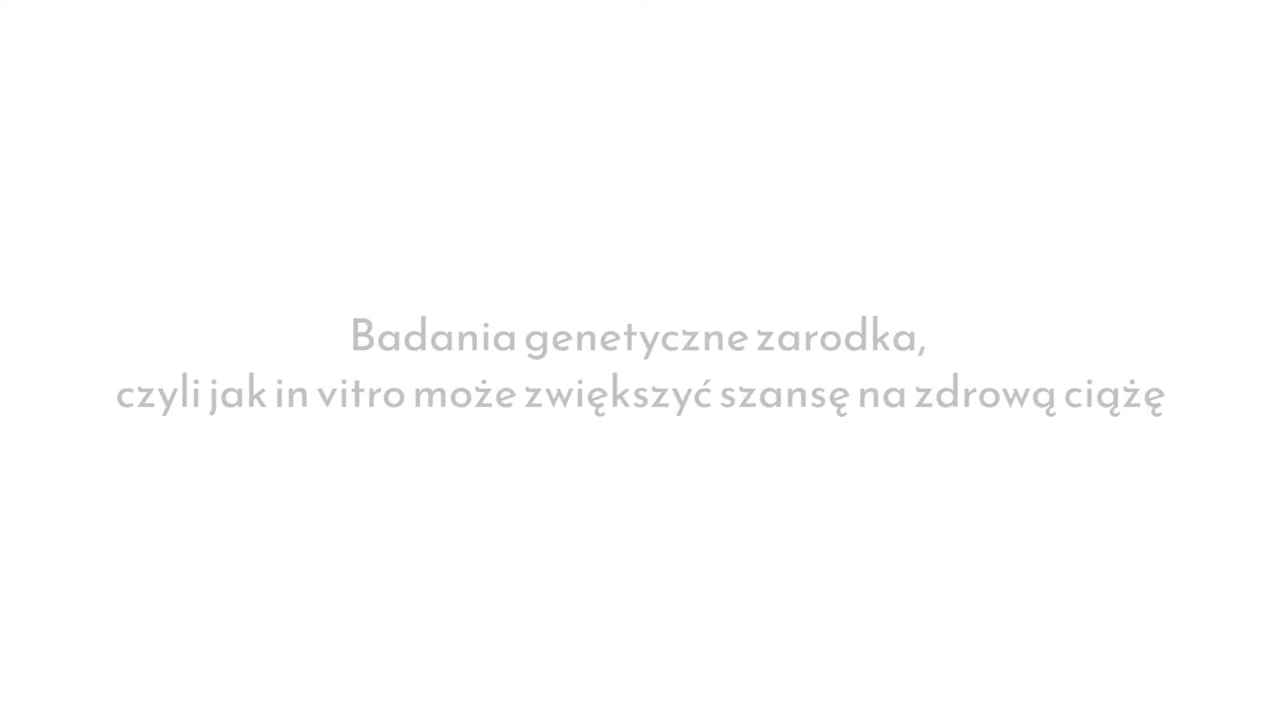 Badania genetyczne zarodka,
czyli jak in vitro może zwiększyć szansę na zdrową ciążę